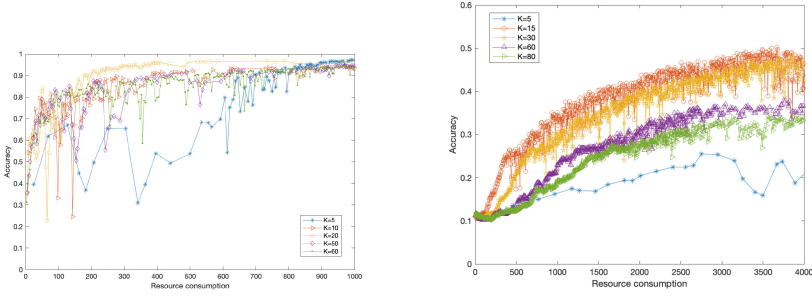 1
0.9
0.8
0.7
0.6
0.5
0.4
0.3
0.2
0.1
0
Accuracy
0 100 200 300 400 500 600 700 800 900 1000
Resource consumption
K=5
K=10
K=20
K=50
K=60
0.6
0.5
0.4
0.3
0.2
0.1
0
Accuracy
0 500 1000 1500 2000 2500 3000 3500 4000
Resource consumption
K=5
K=15
K=30
K=60
K=80